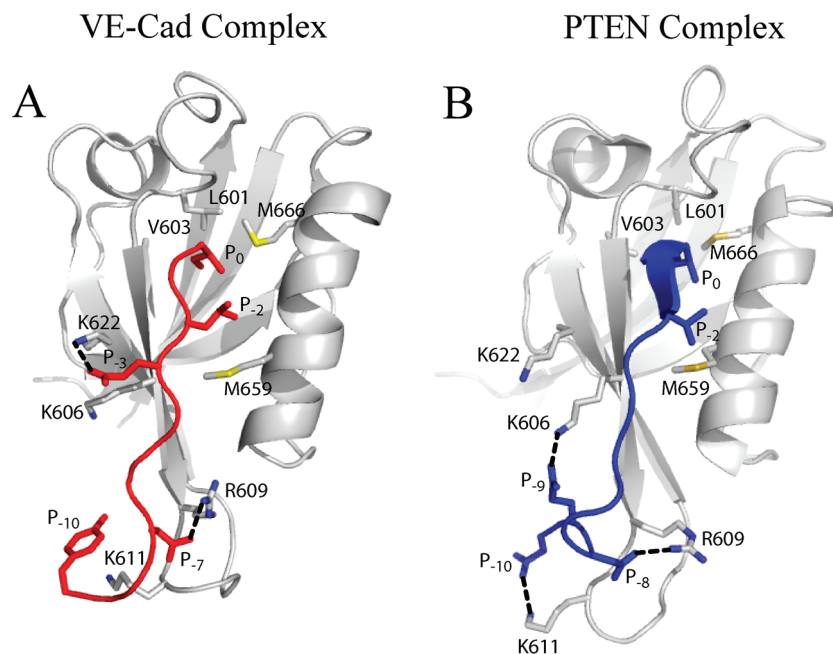 VE-Cad Complex
PTEN Complex
A
L601
M666
V603
P0
P-2
K622
P-3
M659
K606
R609
P-10
K611
P-7
B
L601
V603
M666
P0
P-2
K622
M659
K606
P-9
R609
P-10
P-8
K611